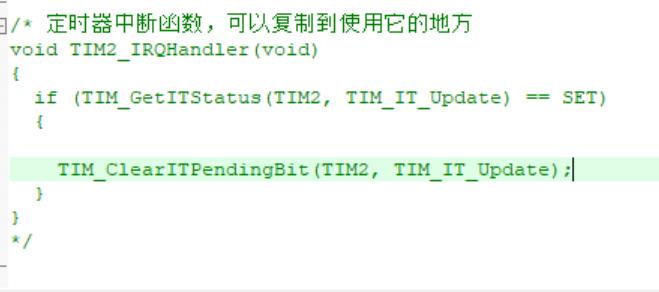 /* 定时器中断函数，可以复制到使用它的地方
void TIM2_IRQHandler(void)
{
  if (TIM_GetITStatus(TIM2, TIM_IT_Update) == SET)
  {
    TIM_ClearITPendingBit(TIM2, TIM_IT_Update);
  }
}
*/